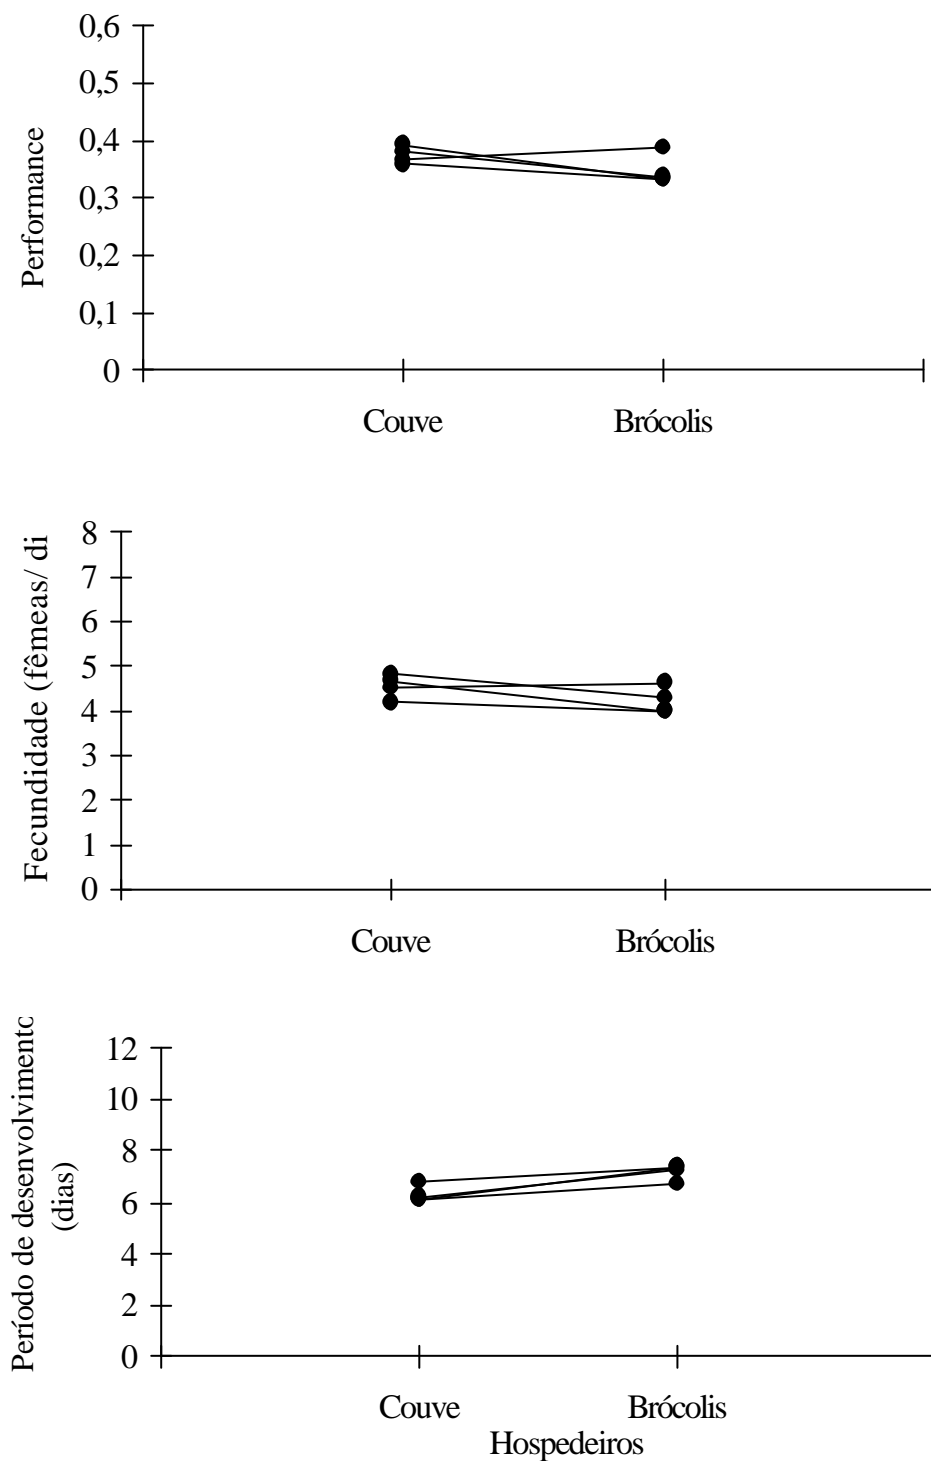 0,6
0,5
0,4
0,3
0,2
0,1
0
Performance
Couve Brócolis
8
7
6
5
4
3
2
1
0
Fecundidade (fêmeas/ di
Couve Brócolis
12
10
8
6
4
2
0
Período de desenvolvimento
(dias)
Couve Brócolis
Hospedeiros